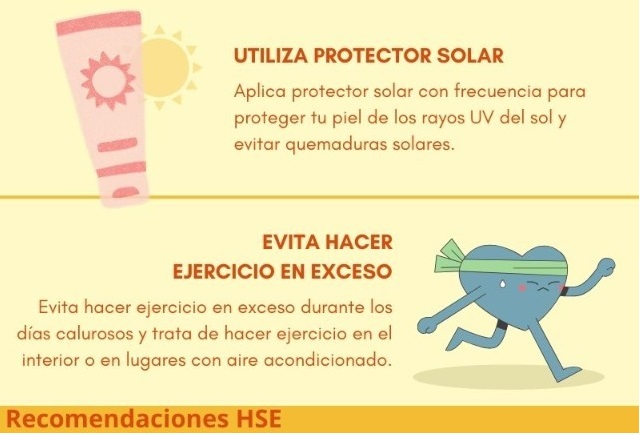 UTILIZA PROTECTOR SOLAR
Aplica protector solar con frecuencia para
proteger tu piel de los rayos UV del sol y
evitar quemaduras solares.
EVITA HACER
EJERCICIO EN EXCESO
Evita hacer ejercicio en exceso durante los
días calurosos y trata de hacer ejercicio en el
interior o en lugares con aire acondicionado.
Recomendaciones HSE